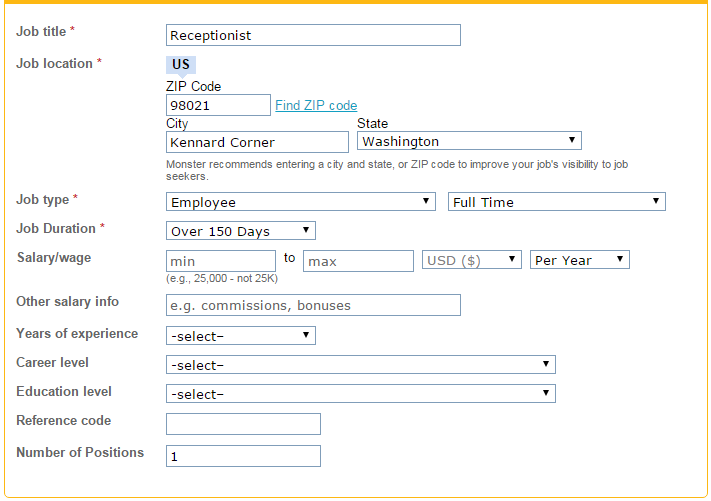 Job title * Receptionist
Job location * US
ZIP Code
98021 Find ZIP code
City State
Kennard Corner Washington
Monster recommends entering a city and state, or ZIP code to improve your job's visibility to job
seekers.
Job type * Employee Full Time
Job Duration * Over 150 Days
Salary/wage min to max USD ($) Per Year
(e.g., 25,000 - not 25K)
Other salary info e.g. commissions, bonuses
Years of experience -select–
Career level -select–
Education level -select–
Reference code
Number of Positions 1